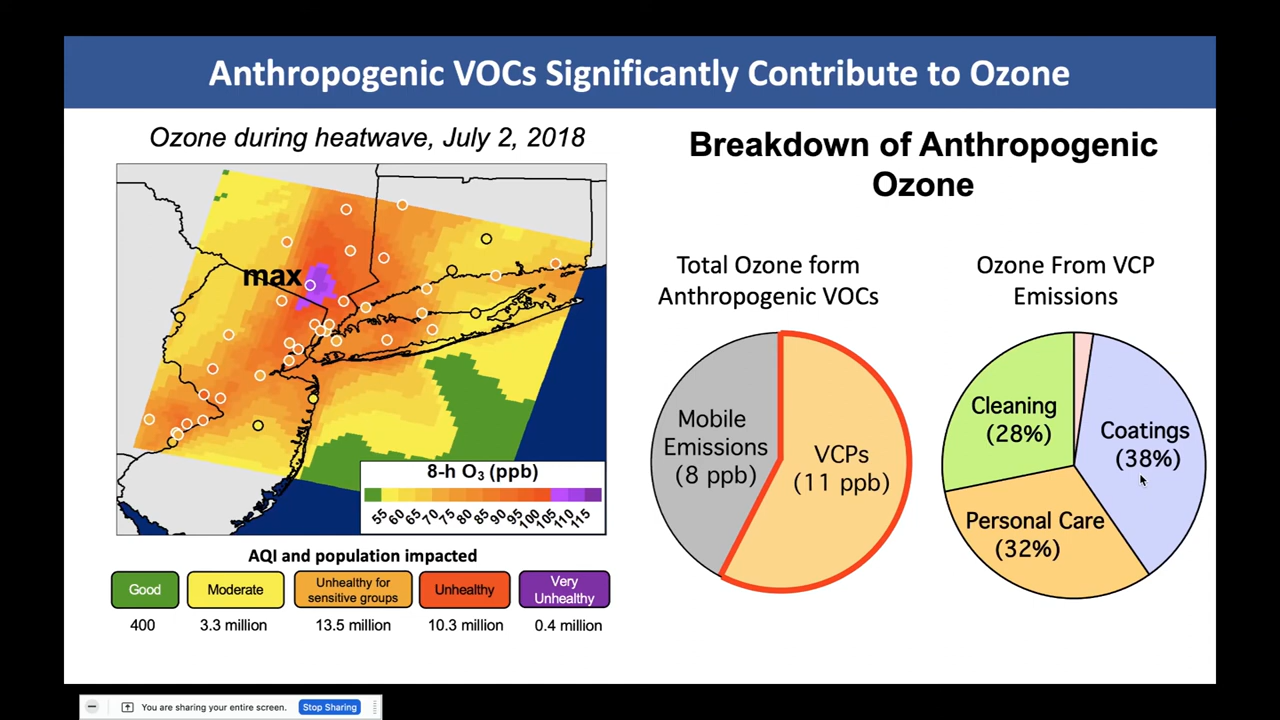 Anthropogenic VOCs Significantly Contribute to Ozone
Ozone during heatwave, July 2, 2018
max
8-h O₃ (ppb)
55 60 65 70 75 80 85 90 95 100 105 110 115
AQI and population impacted
Good
Moderate
Unhealthy for
sensitive groups
Unhealthy
Very
Unhealthy
400
3.3 million
13.5 million
10.3 million
0.4 million
Breakdown of Anthropogenic
Ozone
Total Ozone form
Anthropogenic VOCs
Mobile
Emissions
(8 ppb)
VCPs
(11 ppb)
Ozone From VCP
Emissions
Cleaning
(28%)
Coatings
(38%)
Personal Care
(32%)
You are sharing your entire screen.
Stop Sharing